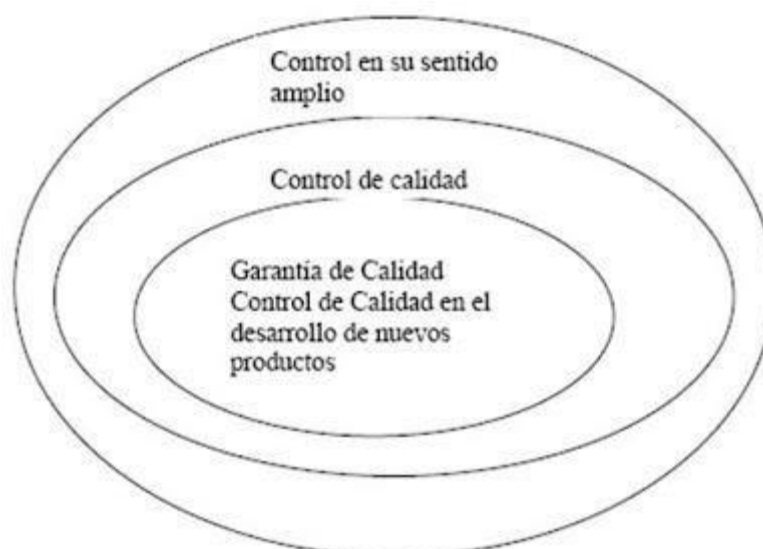 Control en su sentido
amplio
Control de calidad
Garantía de Calidad
Control de Calidad en el
desarrollo de nuevos
productos